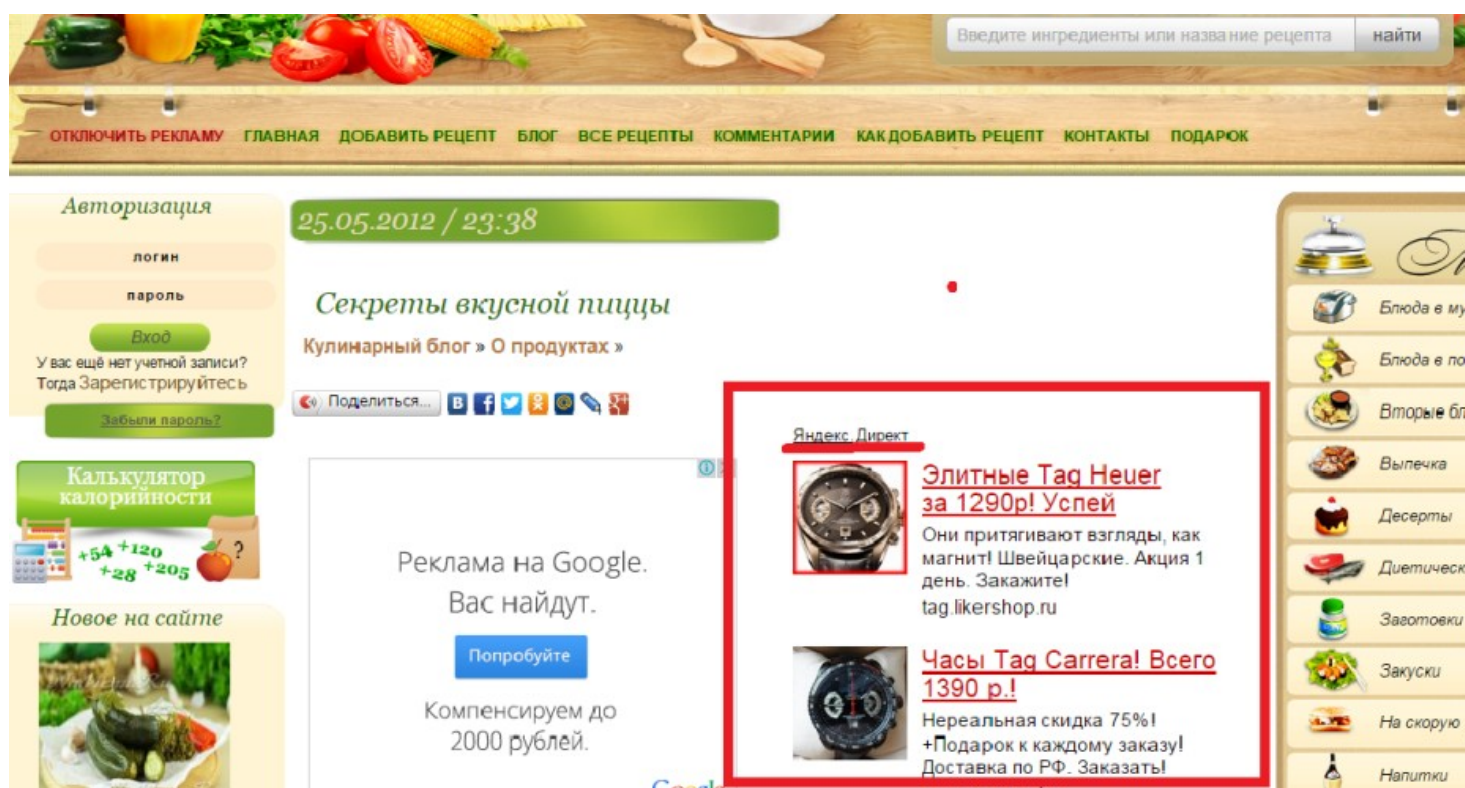 Введите ингредиенты или название рецепта найти
ОТКЛЮЧИТЬ РЕКЛАМУ ГЛАВНАЯ ДОБАВИТЬ РЕЦЕПТ БЛОГ ВСЕ РЕЦЕПТЫ КОММЕНТАРИИ КАК ДОБАВИТЬ РЕЦЕПТ КОНТАКТЫ ПОДАРОК
Авторизация
логин
пароль
Вход
У вас ещё нет учетной записи?
Тогда Зарегистрируйтесь
Забыли пароль?
Калькулятор
калорийности
+54 +120
+28 +205
?
Новое на сайте
25.05.2012 / 23:38
Секреты вкусной пиццы
Кулинарный блог » О продуктах »
Поделиться...
Реклама на Google.
Вас найдут.
Попробуйте
Компенсируем до
2000 рублей.
Google
Яндекс.Директ
Элитные Tag Heuer
за 1290р! Успей
Они притягивают взгляды, как
магнит! Швейцарские. Акция 1
день. Закажите!
tag.likershop.ru
Часы Tag Carrera! Всего
1390 р.!
Нереальная скидка 75%!
+Подарок к каждому заказу!
Доставка по РФ. Заказать!
Блюда в му
Блюда в по
Вторые бл
Выпечка
Десерты
Диетическ
Заготовки
Закуски
На скорую
Напитки